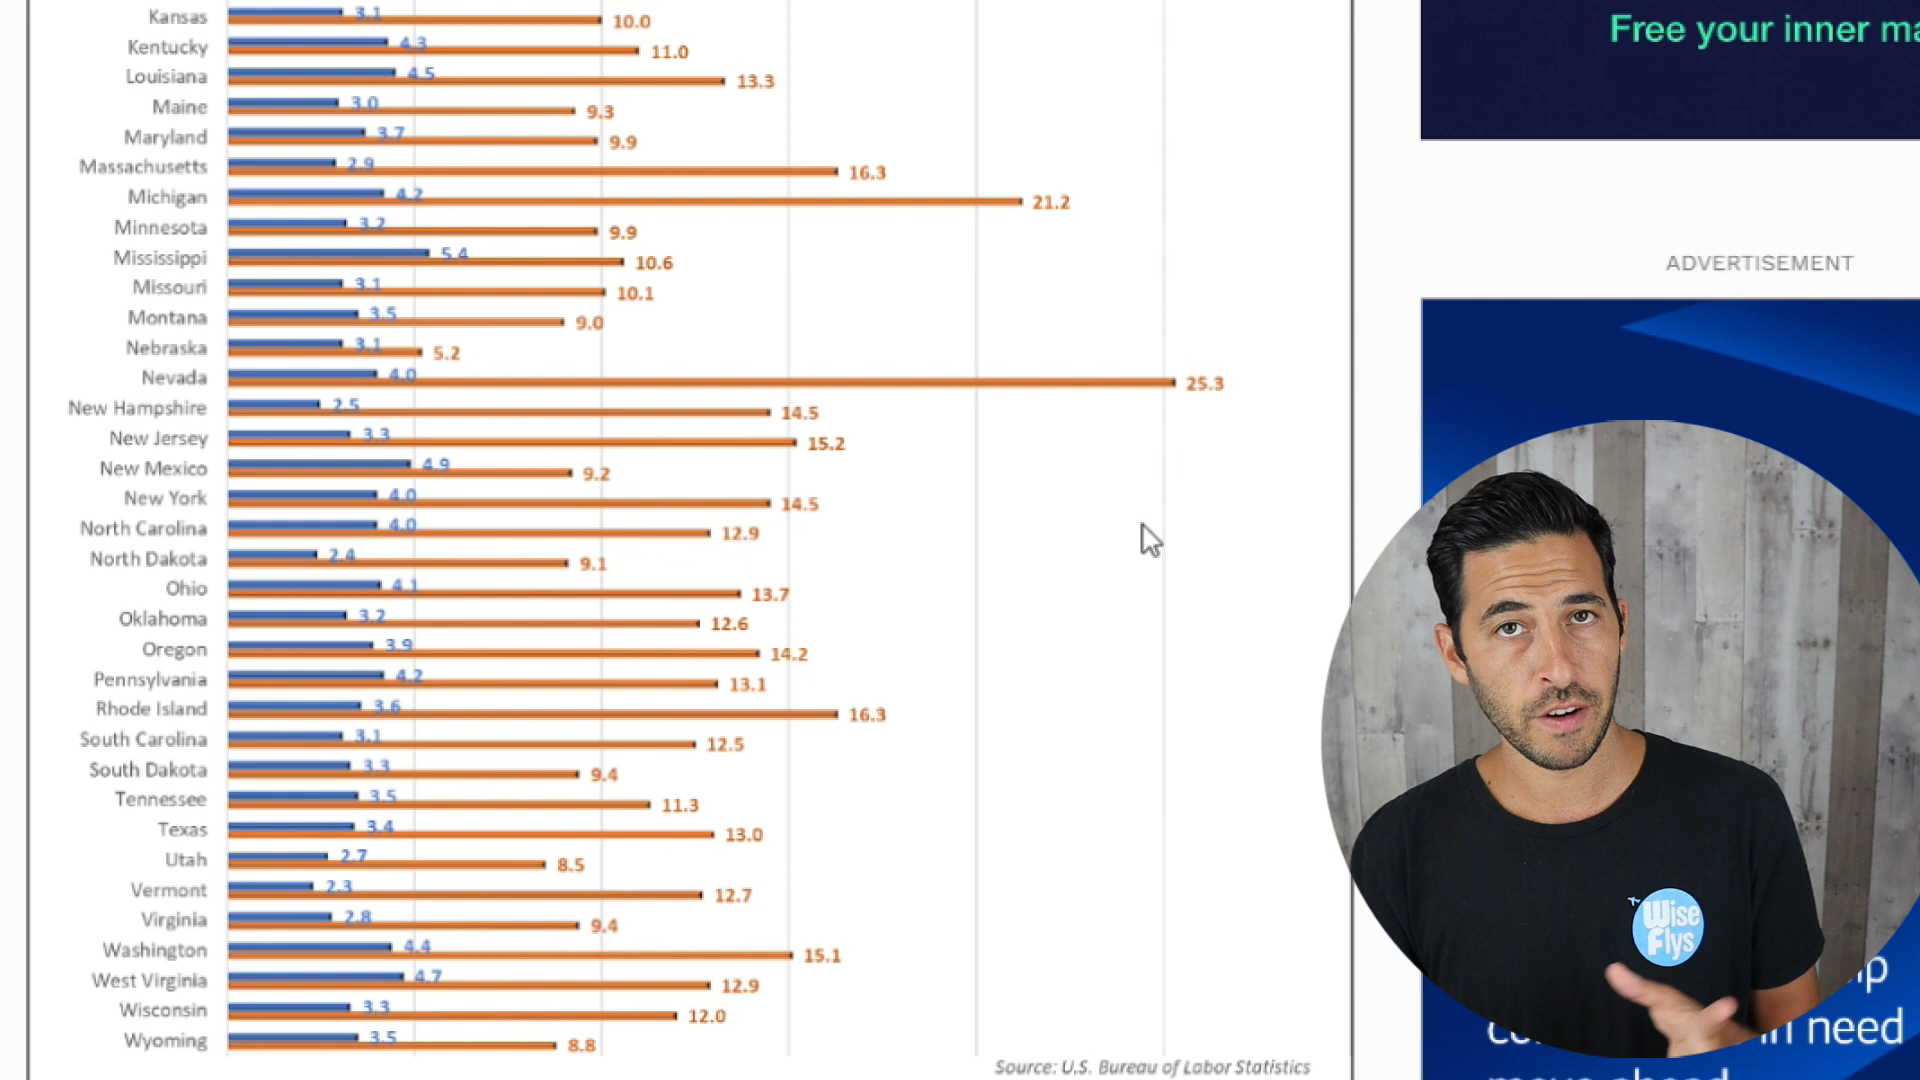 Kansas 3.1 10.0
Kentucky 4.3 11.0
Louisiana 4.5 13.3
Maine 3.0 9.3
Maryland 3.7 9.9
Massachusetts 2.9 16.3
Michigan 4.2 21.2
Minnesota 3.2 9.9
Mississippi 5.4 10.6
Missouri 3.1 10.1
Montana 3.5 9.0
Nebraska 3.1 5.2
Nevada 4.0 25.3
New Hampshire 2.5 14.5
New Jersey 3.3 15.2
New Mexico 4.9 9.2
New York 4.0 14.5
North Carolina 4.0 12.9
North Dakota 2.4 9.1
Ohio 4.1 13.7
Oklahoma 3.2 12.6
Oregon 3.9 14.2
Pennsylvania 4.2 13.1
Rhode Island 3.6 16.3
South Carolina 3.1 12.5
South Dakota 3.3 9.4
Tennessee 3.5 11.3
Texas 3.4 13.0
Utah 2.7 8.5
Vermont 2.3 12.7
Virginia 2.8 9.4
Washington 4.4 15.1
West Virginia 4.7 12.9
Wisconsin 3.3 12.0
Wyoming 3.5 8.8
Source: U.S. Bureau of Labor Statistics
Free your inner
ADVERTISEMENT
Wise
Flys
in need